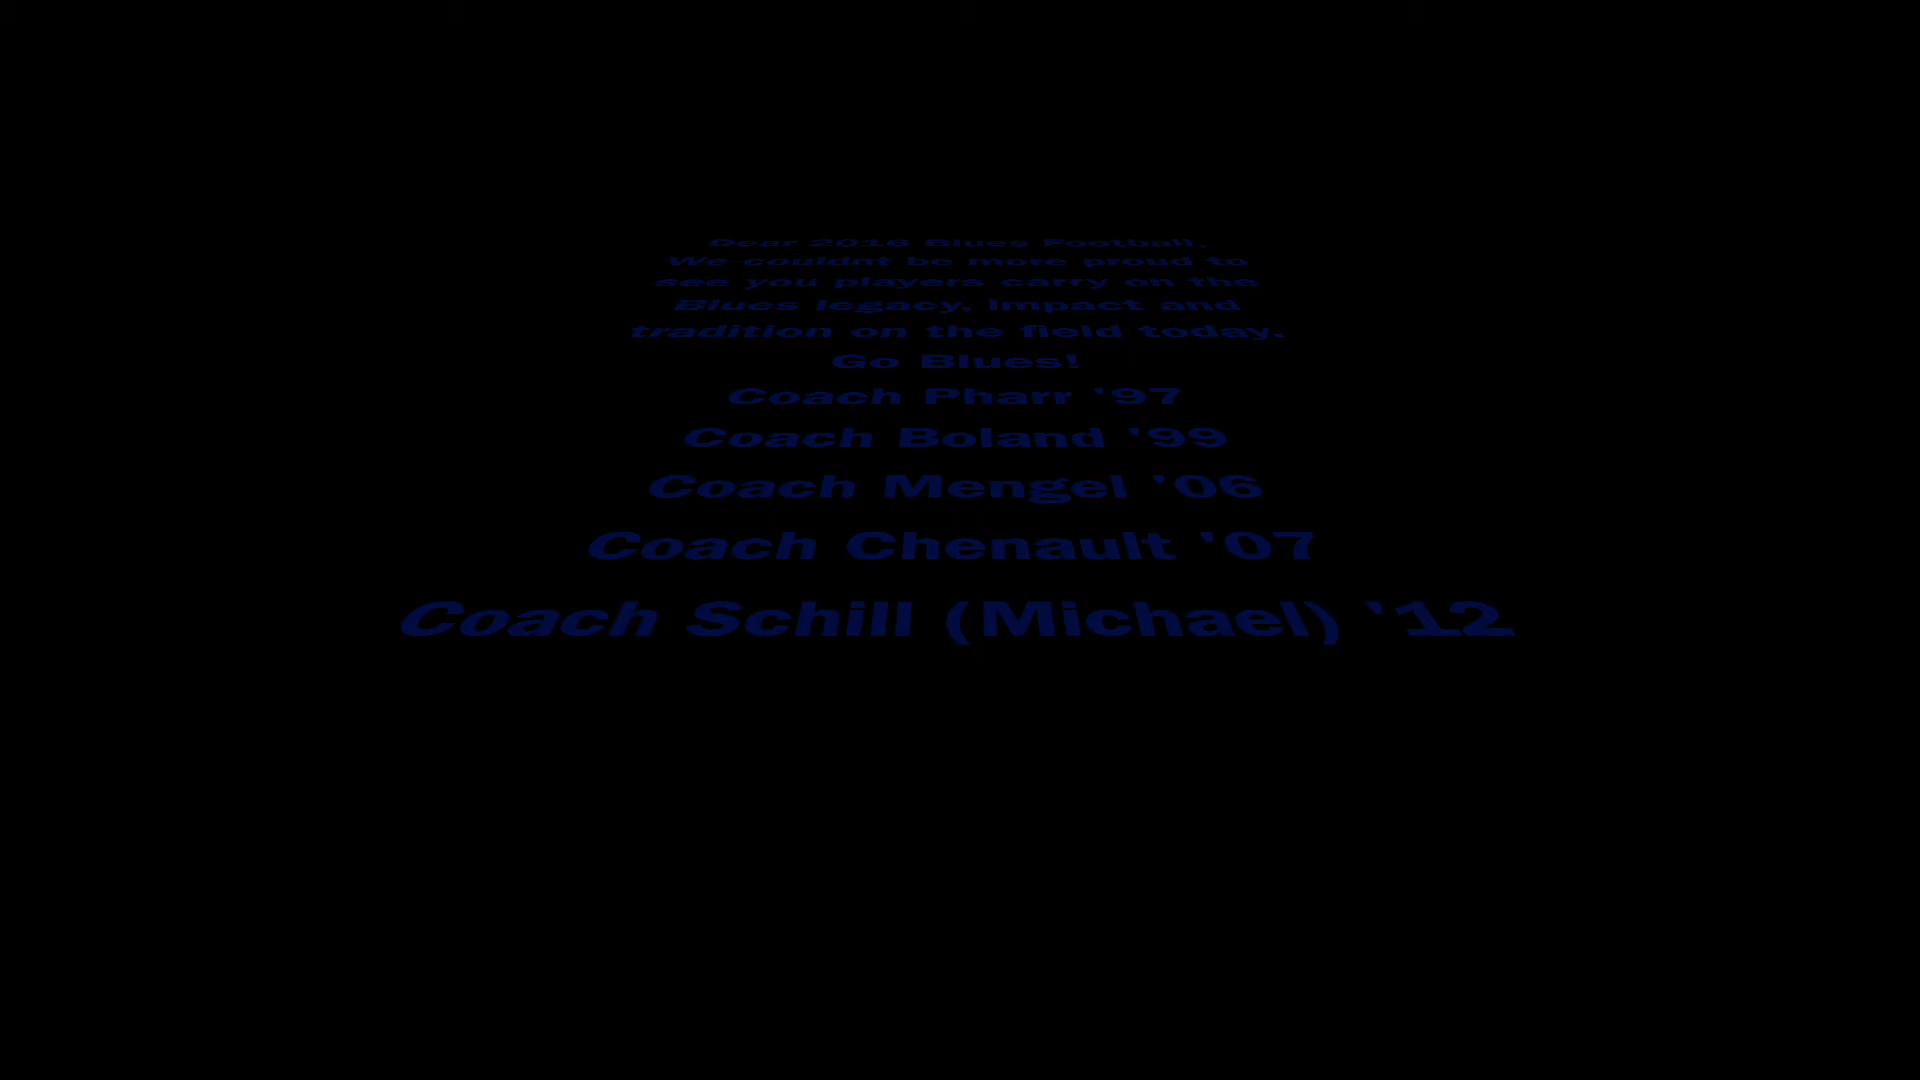 Dear 2016 Blues Football,
We couldnt be more proud to
see you players carry on the
Blues legacy, impact and
tradition on the field today.
Go Blues!
Coach Pharr '97
Coach Boland '99
Coach Mengel '06
Coach Chenault '07
Coach Schill (Michael) '12